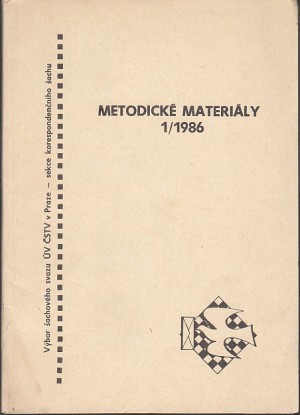 METODICKÉ MATERIÁLY
1/1986
Výbor šachového svazu ÚV ČSTV v Praze – sekce korespondenčního šachu